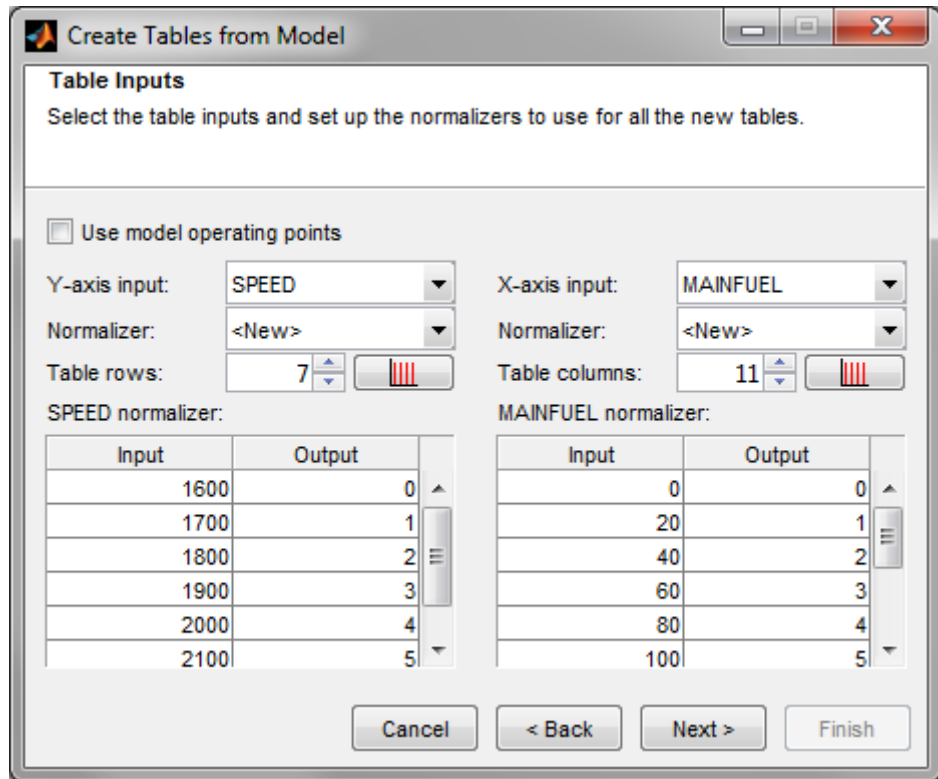 Create Tables from Model
Table Inputs
Select the table inputs and set up the normalizers to use for all the new tables.
Use model operating points
Y-axis input: SPEED X-axis input: MAINFUEL
Normalizer: <New> Normalizer: <New>
Table rows: 7 Table columns: 11
SPEED normalizer: MAINFUEL normalizer:
Input Output Input Output
1600 0 0 0
1700 1 20 1
1800 2 40 2
1900 3 60 3
2000 4 80 4
2100 5 100 5
Cancel < Back Next > Finish